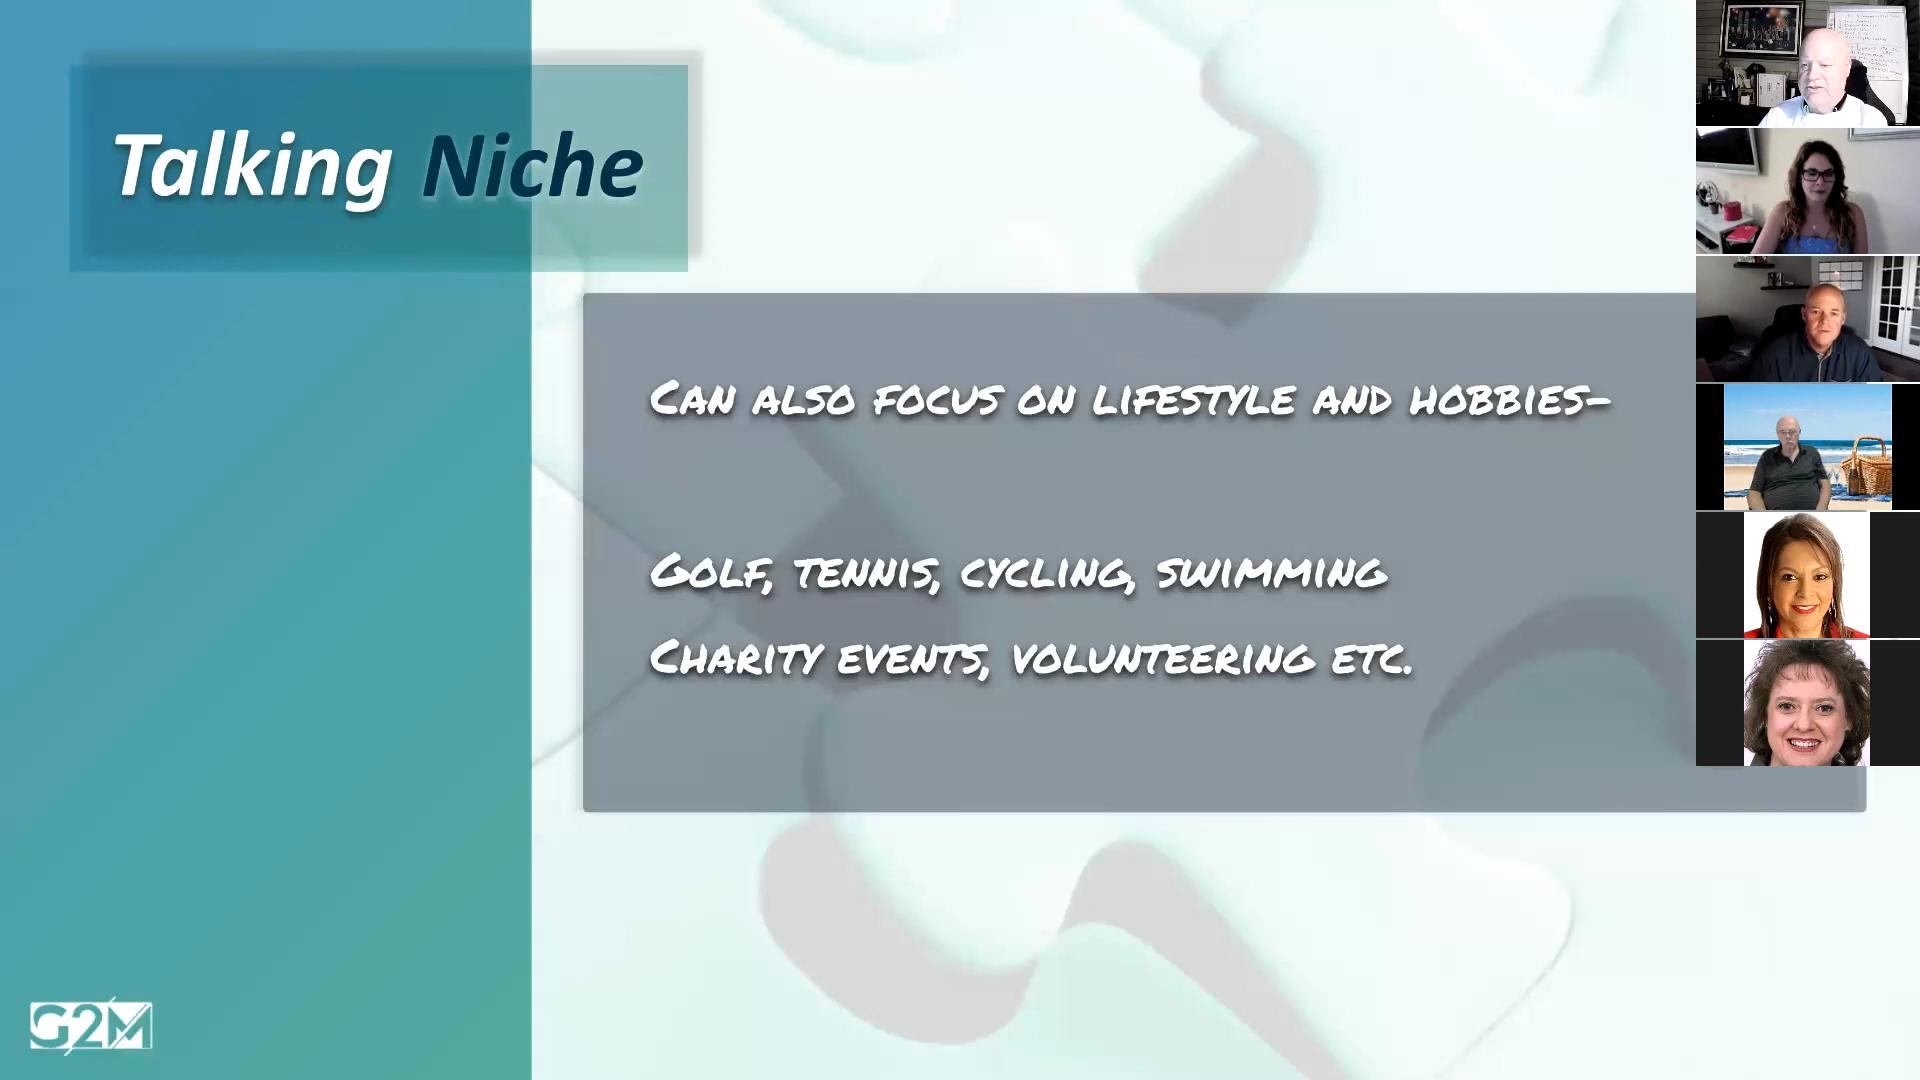 Talking Niche
Can also focus on lifestyle and hobbies-
Golf, tennis, cycling, swimming
Charity events, volunteering etc.
G2M